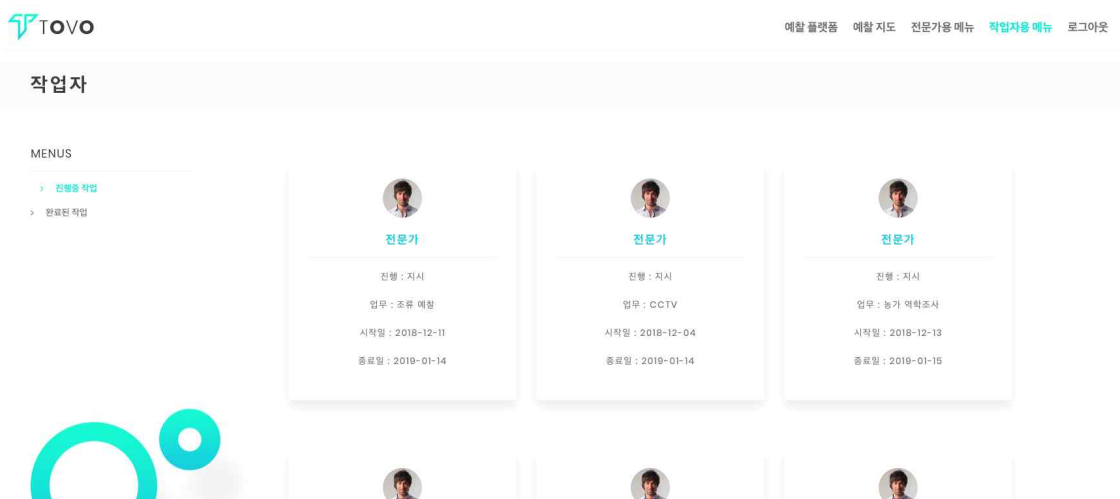 TOVO
예찰 플랫폼 예찰 지도 전문가용 메뉴 작업자용 메뉴 로그아웃
작업자
MENUS
> 진행중 작업
> 완료된 작업
전문가
진행 : 지시
업무 : 조류 예찰
시작일 : 2018-12-11
종료일 : 2019-01-14
전문가
진행 : 지시
업무 : CCTV
시작일 : 2018-12-04
종료일 : 2019-01-14
전문가
진행 : 지시
업무 : 농가 역학조사
시작일 : 2018-12-13
종료일 : 2019-01-15